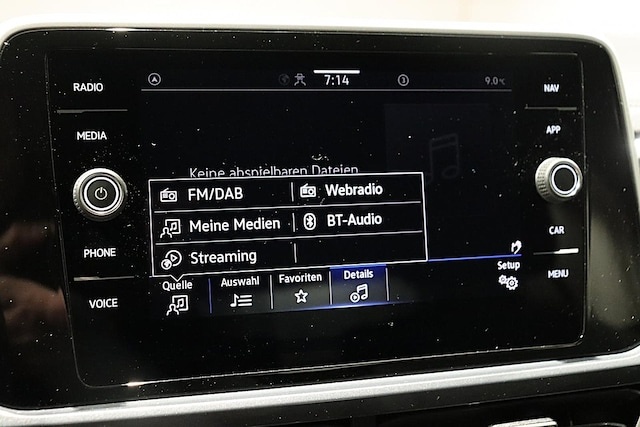 RADIO
MEDIA
PHONE
VOICE
7:14
9.0°C
Keine abspielbaren Dateien
FM/DAB
Webradio
Meine Medien
BT-Audio
Streaming
Quelle
Auswahl
Favoriten
Details
Setup
NAV
APP
CAR
MENU